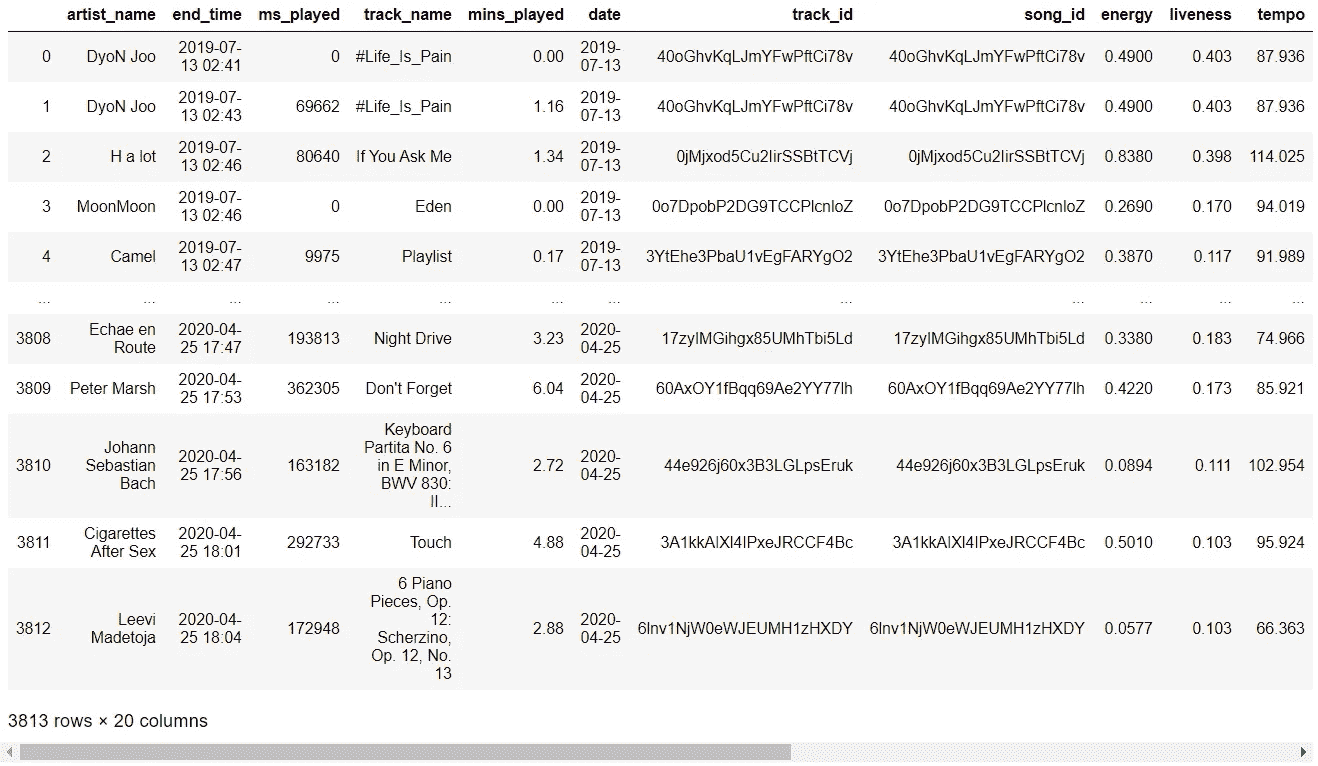 artist_name end_time ms_played track_name mins_played date track_id song_id energy liveness tempo
0 DyoN Joo 2019-07-13 02:41 0 #Life_Is_Pain 0.00 2019-07-13 40oGhvKqLJmYFwPftCi78v 40oGhvKqLJmYFwPftCi78v 0.4900 0.403 87.936
1 DyoN Joo 2019-07-13 02:43 69662 #Life_Is_Pain 1.16 2019-07-13 40oGhvKqLJmYFwPftCi78v 40oGhvKqLJmYFwPftCi78v 0.4900 0.403 87.936
2 H a lot 2019-07-13 02:46 80640 If You Ask Me 1.34 2019-07-13 0jMjxod5Cu2IirSSBtTCVj 0jMjxod5Cu2IirSSBtTCVj 0.8380 0.398 114.025
3 MoonMoon 2019-07-13 02:46 0 Eden 0.00 2019-07-13 0o7DpobP2DG9TCCPlcnloZ 0o7DpobP2DG9TCCPlcnloZ 0.2690 0.170 94.019
4 Camel 2019-07-13 02:47 9975 Playlist 0.17 2019-07-13 3YtEhe3PbaU1vEgFARYgO2 3YtEhe3PbaU1vEgFARYgO2 0.3870 0.117 91.989
... ... ... ... ... ... ... ... ... ... ... ...
3808 Echae en Route 2020-04-25 17:47 193813 Night Drive 3.23 2020-04-25 17zylMGihgx85UMhTbi5Ld 17zylMGihgx85UMhTbi5Ld 0.3380 0.183 74.966
3809 Peter Marsh 2020-04-25 17:53 362305 Don't Forget 6.04 2020-04-25 60AxOY1fBqq69Ae2YY77lh 60AxOY1fBqq69Ae2YY77lh 0.4220 0.173 85.921
3810 Johann Sebastian Bach 2020-04-25 17:56 163182 Keyboard Partita No. 6 in E Minor, BWV 830: II... 2.72 2020-04-25 44e926j60x3B3LGLpsEruk 44e926j60x3B3LGLpsEruk 0.0894 0.111 102.954
3811 Cigarettes After Sex 2020-04-25 18:01 292733 Touch 4.88 2020-04-25 3A1kkAlXl4IPxeJRCCF4Bc 3A1kkAlXl4IPxeJRCCF4Bc 0.5010 0.103 95.924
3812 Leevi Madetoja 2020-04-25 18:04 172948 6 Piano Pieces, Op. 12: Scherzino, Op. 12, No. 13 2.88 2020-04-25 6lnv1NjW0eWJEUMH1zHXDY 6lnv1NjW0eWJEUMH1zHXDY 0.0577 0.103 66.363
3813 rows × 20 columns